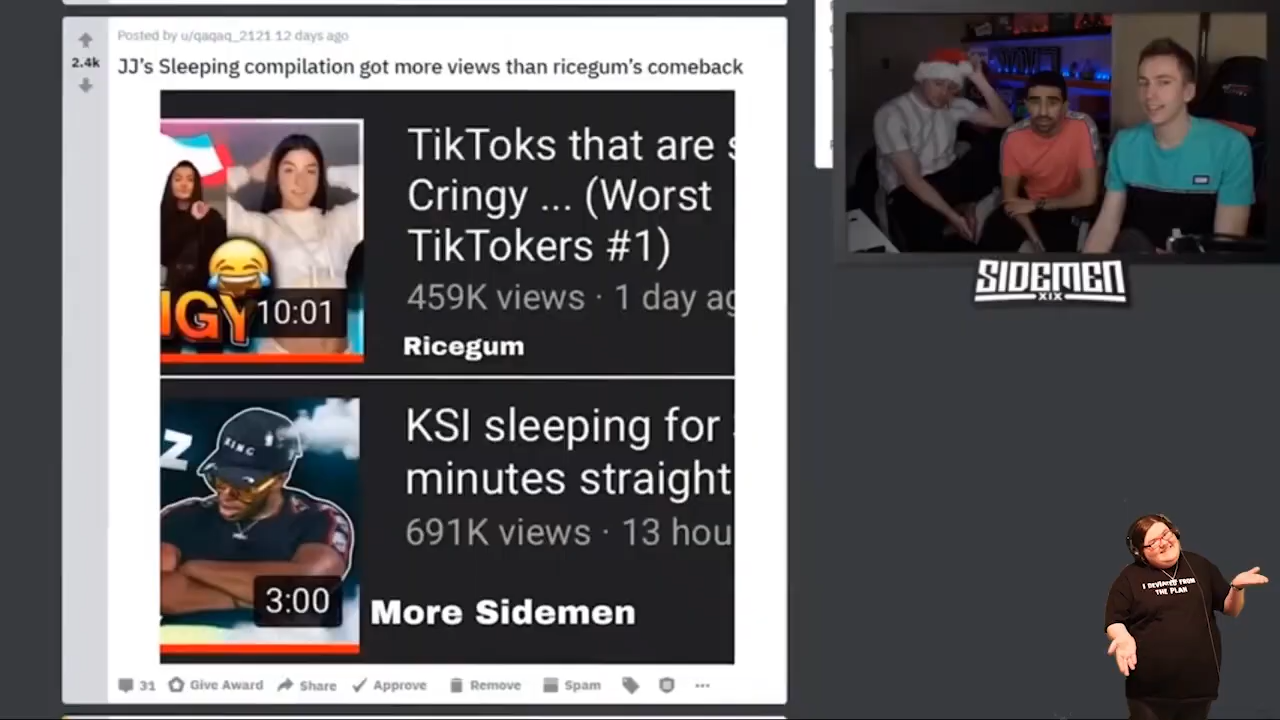 Posted by u/qaqaq_2121 12 days ago
2.4k
JJ's Sleeping compilation got more views than ricegum's comeback
TikToks that are
Cringy ... (Worst
TikTokers #1)
459K views · 1 day ag
IGY
10:01
Ricegum
KSI sleeping for
minutes straight
691K views · 13 hou
Z
KING
3:00
More Sidemen
31 Give Award Share Approve Remove Spam ...
SIDEMEN
XIX
I DEVIATED FROM
THE PLAN